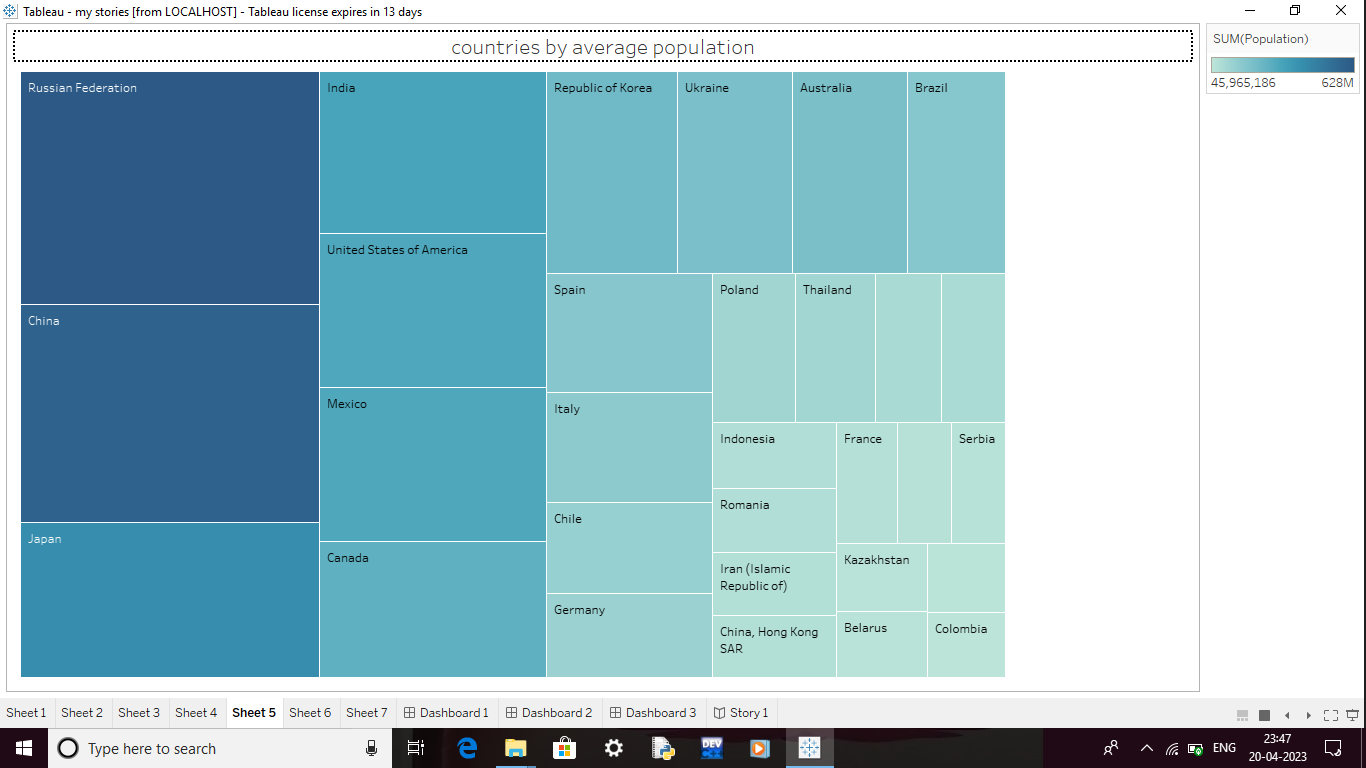 Tableau - my stories [from LOCALHOST] - Tableau license expires in 13 days
countries by average population
SUM(Population)
45,965,186 628M
Russian Federation
China
Japan
India
United States of America
Mexico
Canada
Republic of Korea
Ukraine
Australia
Brazil
Spain
Italy
Chile
Germany
Poland
Thailand
Indonesia
Romania
Iran (Islamic
Republic of)
China, Hong Kong
SAR
France
Serbia
Kazakhstan
Belarus
Colombia
Sheet 1 Sheet 2 Sheet 3 Sheet 4 Sheet 5 Sheet 6 Sheet 7 Dashboard 1 Dashboard 2 Dashboard 3 Story 1
Type here to search
DEV
ENG
23:47
20-04-2023